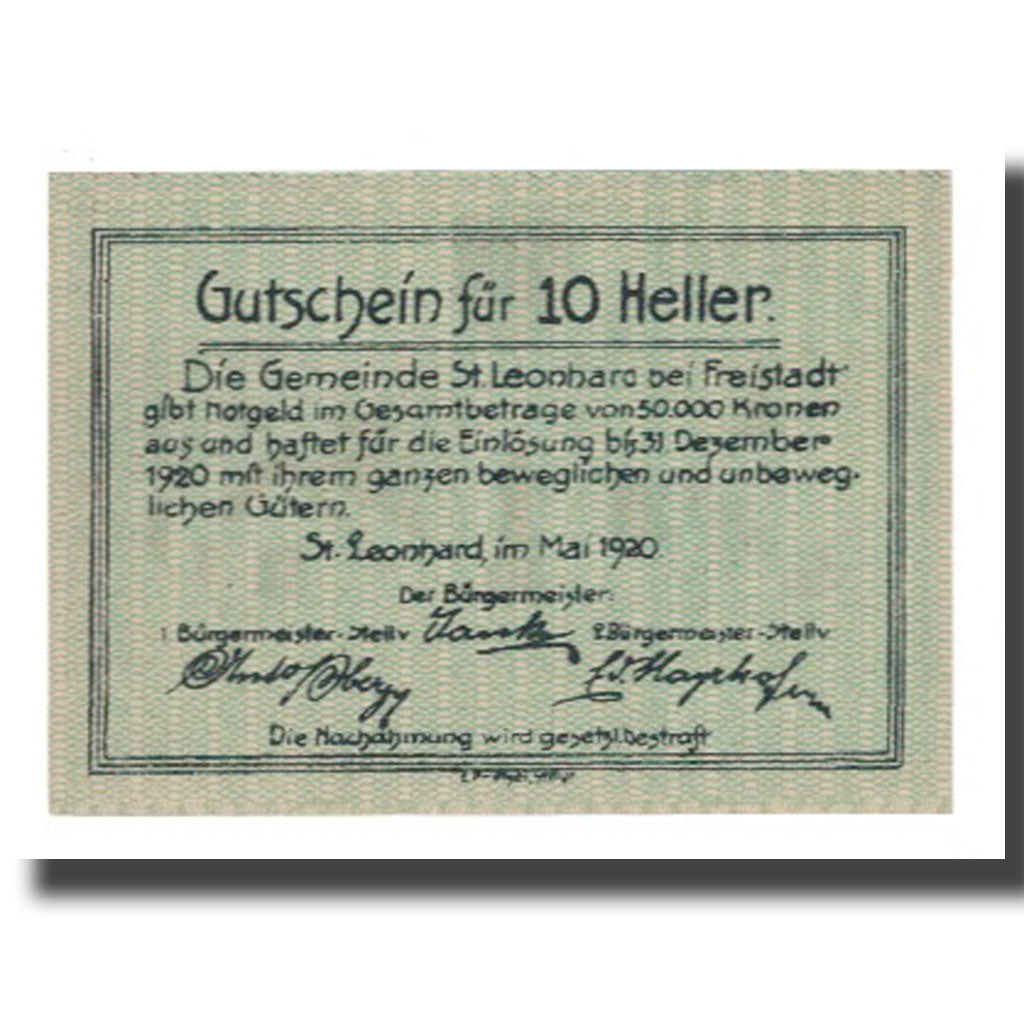 Gutschein für 10 Heller.
Die Gemeinde St. Leonhard bei Freistadt
gibt Notgeld im Gesamtbetrage von 50.000 Kronen
aus und haftet für die Einlösung bis 31 Dezember
1920 mit ihrem ganzen beweglichen und unbeweg-
lichen Gütern.
St. Leonhard, im Mai 1920.
Der Bürgermeister:
1. Bürgermeister-Stellv 2. Bürgermeister-Stellv
Mayrhofer
Die Nachahmung wird gesetzl. bestraft